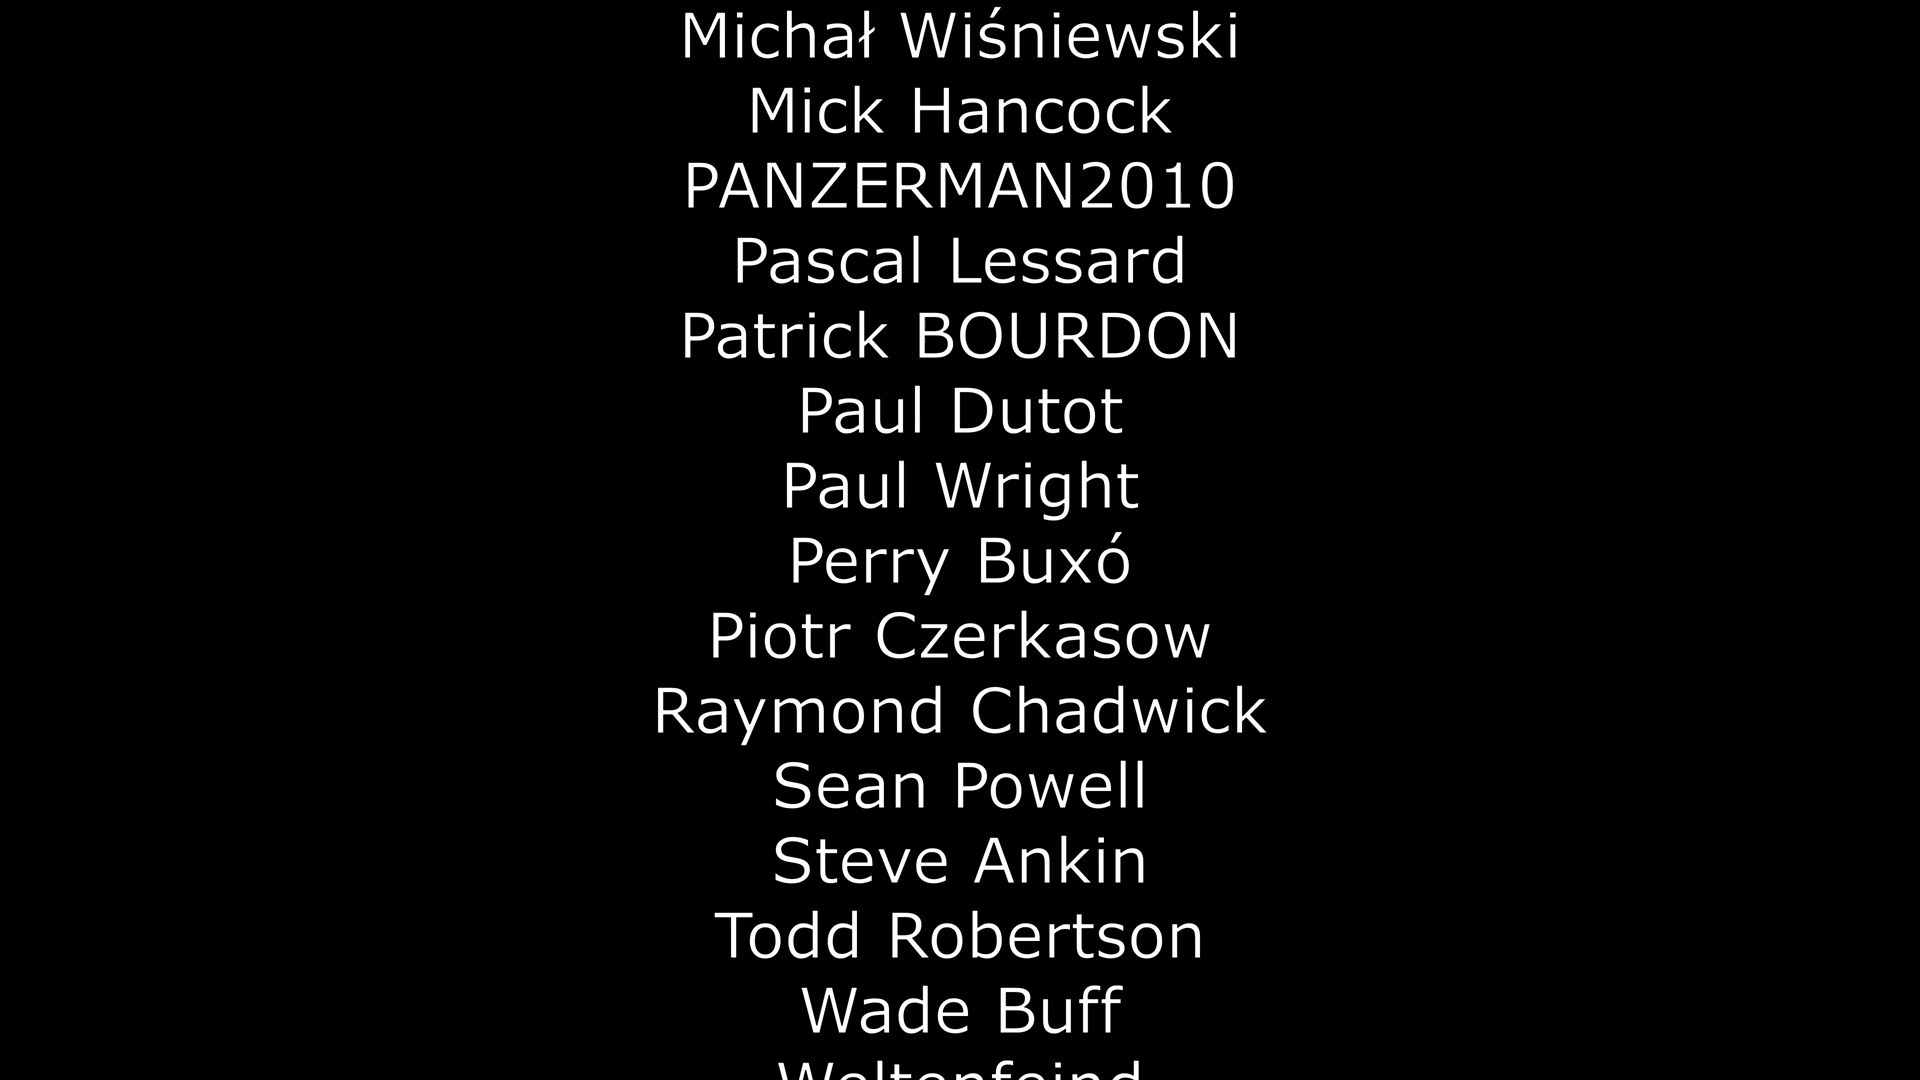 Michał Wiśniewski
Mick Hancock
PANZERMAN2010
Pascal Lessard
Patrick BOURDON
Paul Dutot
Paul Wright
Perry Buxó
Piotr Czerkasow
Raymond Chadwick
Sean Powell
Steve Ankin
Todd Robertson
Wade Buff
Weltenfeind